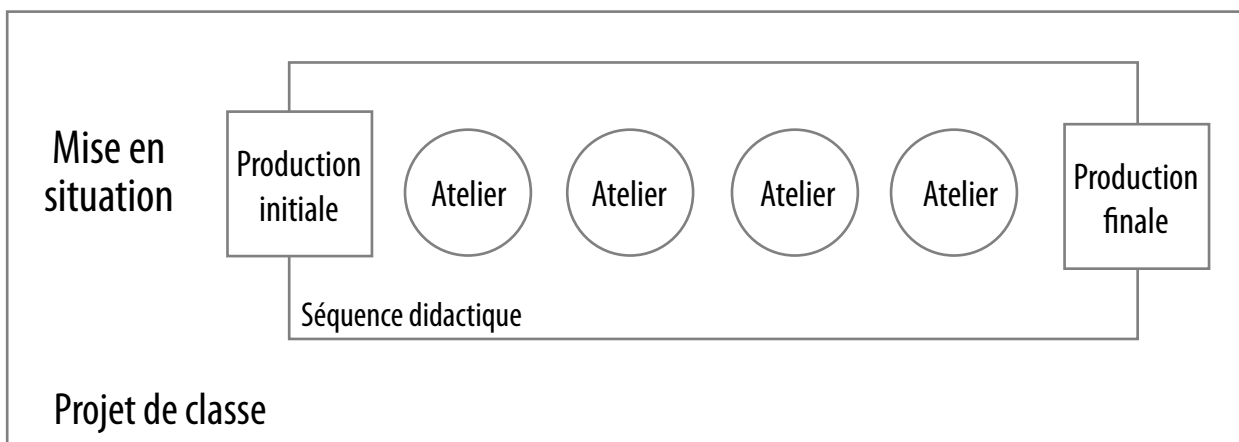 Mise en
situation
Production
initiale
Atelier
Atelier
Atelier
Atelier
Production
finale
Séquence didactique
Projet de classe